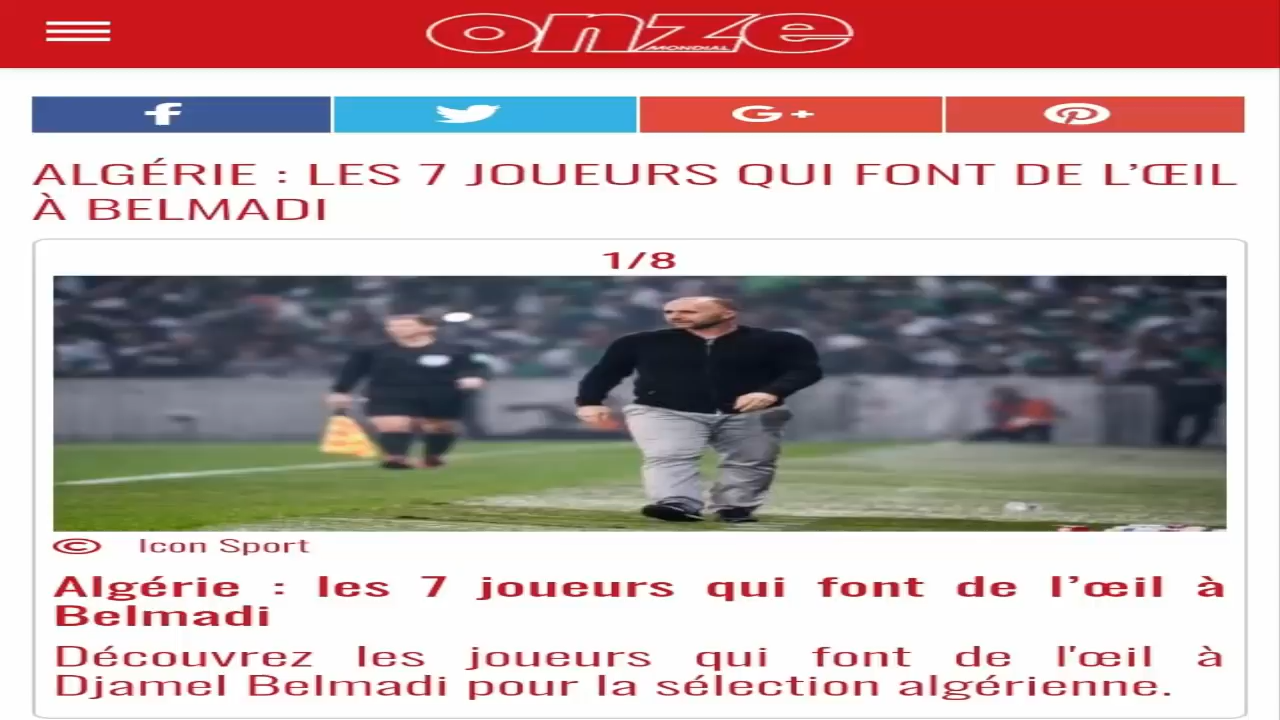 onze
MONDIAL
f
G+
ALGÉRIE : LES 7 JOUEURS QUI FONT DE L’ŒIL
À BELMADI
1/8
© Icon Sport
Algérie : les 7 joueurs qui font de l’œil à
Belmadi
Découvrez les joueurs qui font de l'œil à
Djamel Belmadi pour la sélection algérienne.